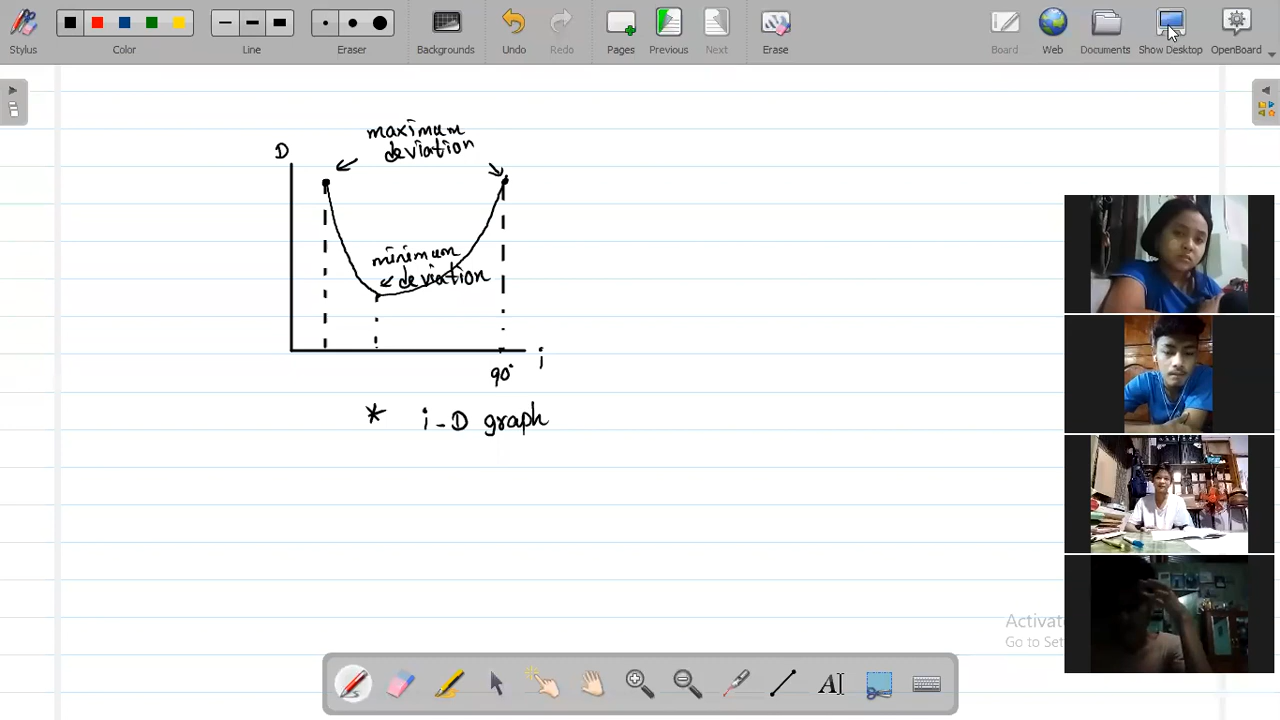 Stylus
Color
Line
Eraser
Backgrounds
Undo
Redo
Pages
Previous
Next
Erase
Board
Web
Documents
Show Desktop
OpenBoard
maximum
deviation
D
minimum
deviation
i
90°
* i-D graph
Activat
Go to Set
AI